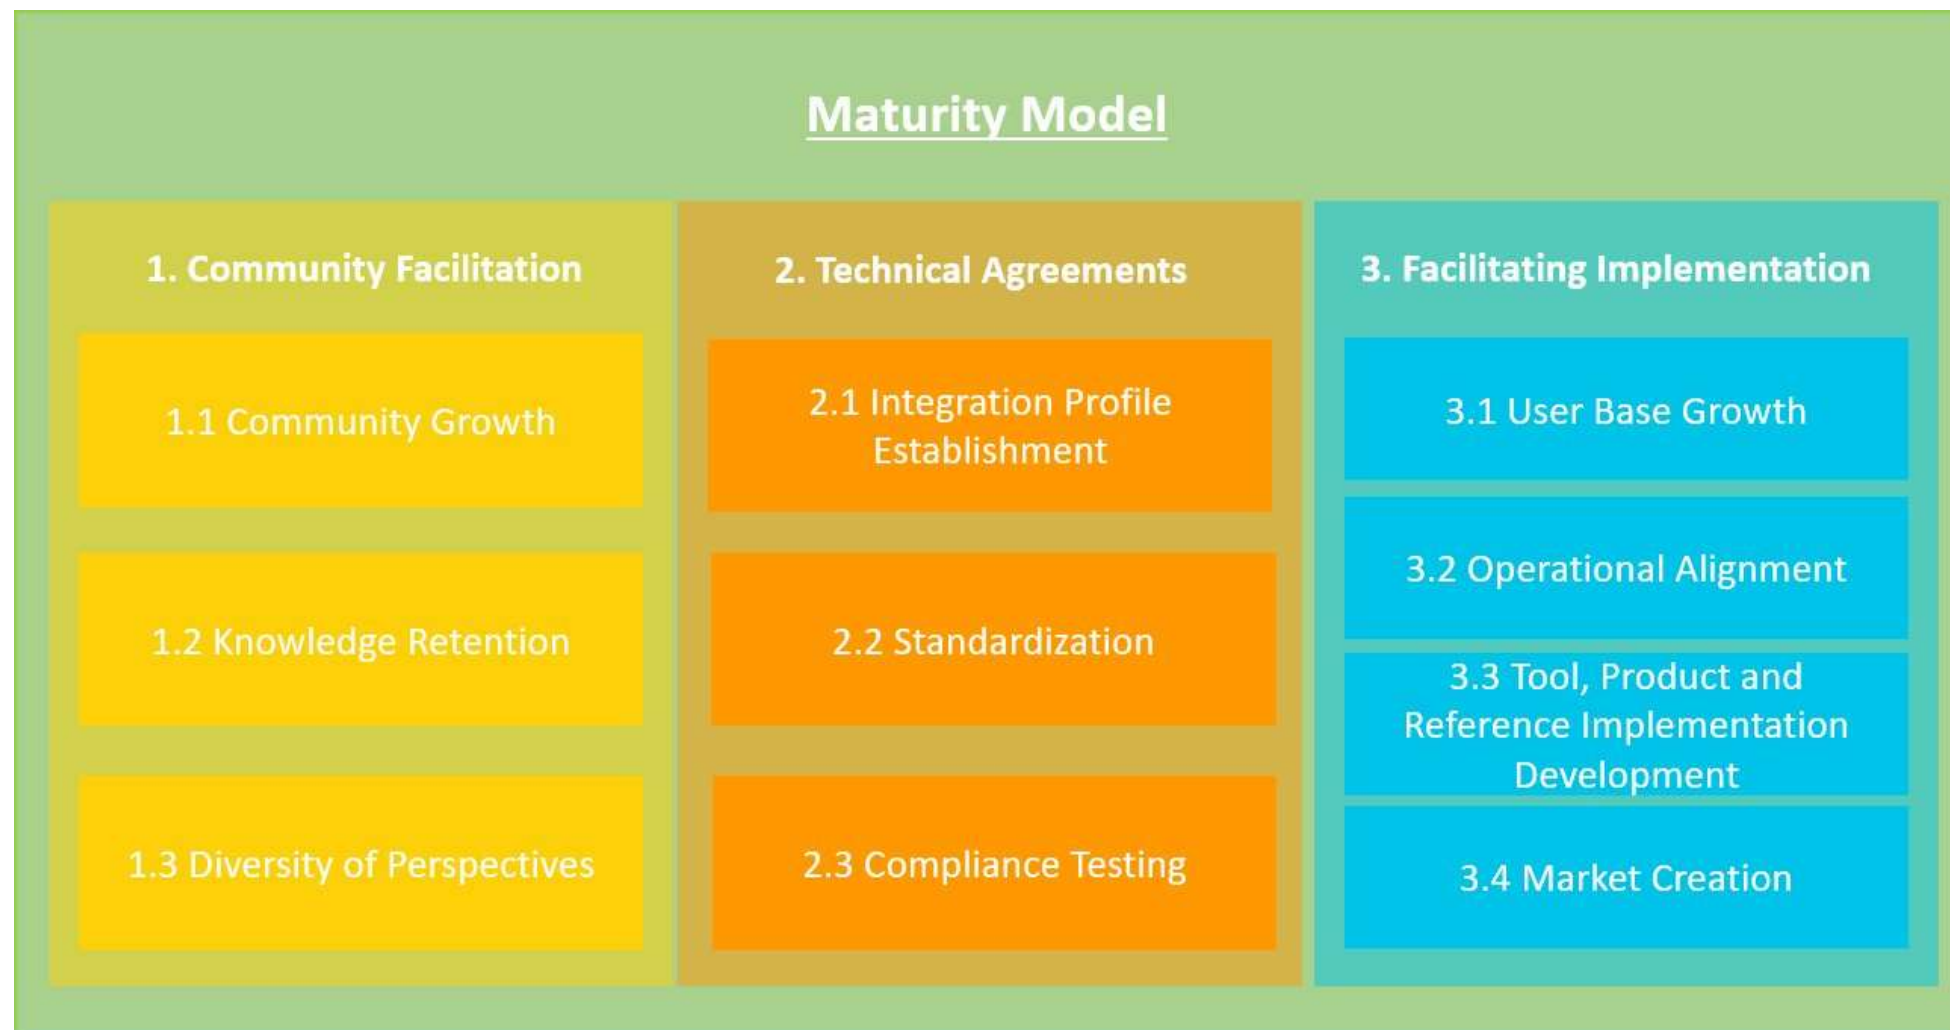 Maturity Model
1. Community Facilitation
1.1 Community Growth
1.2 Knowledge Retention
1.3 Diversity of Perspectives
2. Technical Agreements
2.1 Integration Profile
Establishment
2.2 Standardization
2.3 Compliance Testing
3. Facilitating Implementation
3.1 User Base Growth
3.2 Operational Alignment
3.3 Tool, Product and
Reference Implementation
Development
3.4 Market Creation